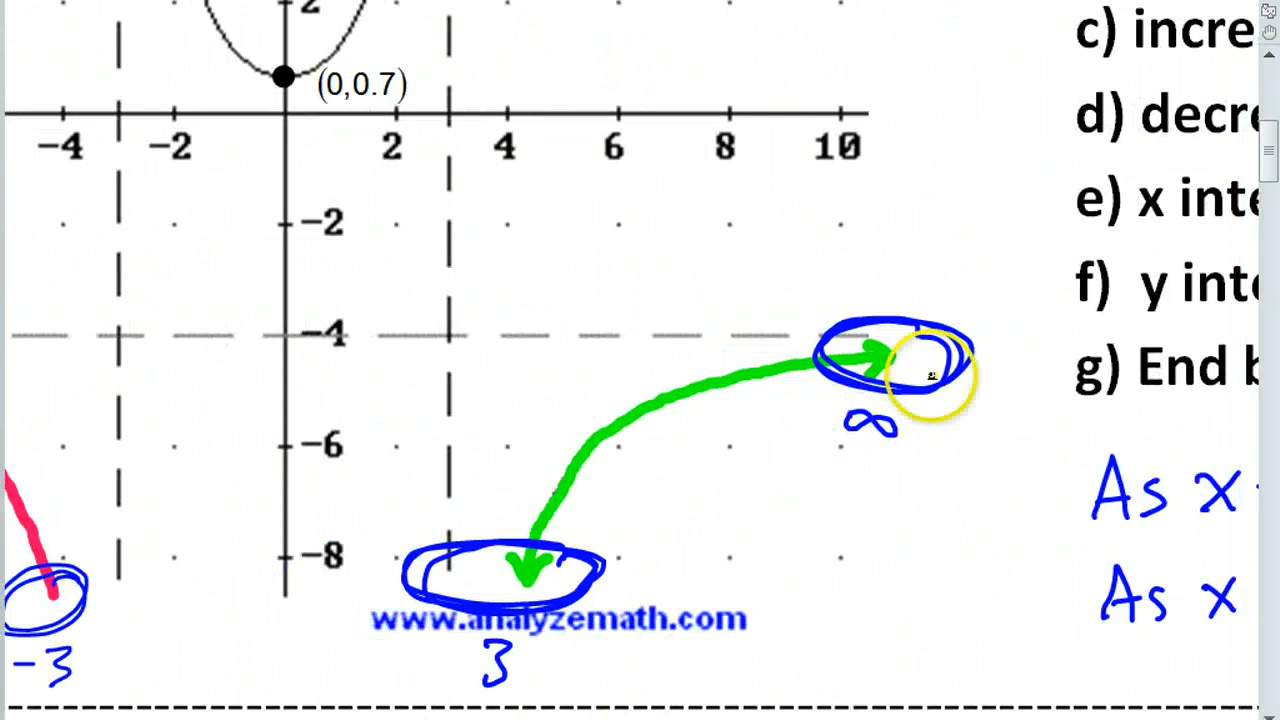 2
c) incre
(0,0.7)
-4 -2 2 4 6 8 10
d) decre
e) x inte
-2
f) y inte
-4
g) End b
∞
-6
As x
-8
As x
www.analyzemath.com
-3
3